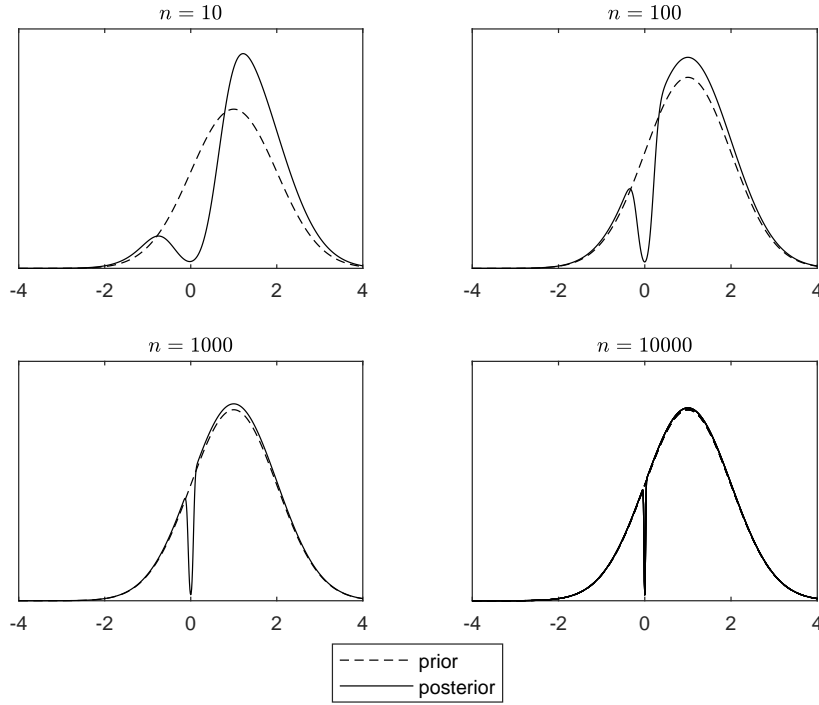 n = 10
-4 -2 0 2 4
n = 100
-4 -2 0 2 4
n = 1000
-4 -2 0 2 4
n = 10000
-4 -2 0 2 4
prior
posterior